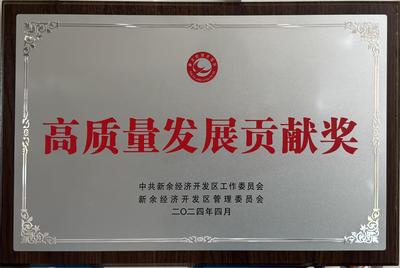 高质量发展贡献奖
中共新余经济开发区工作委员会
新余经济开发区管理委员会
二〇二四年四月